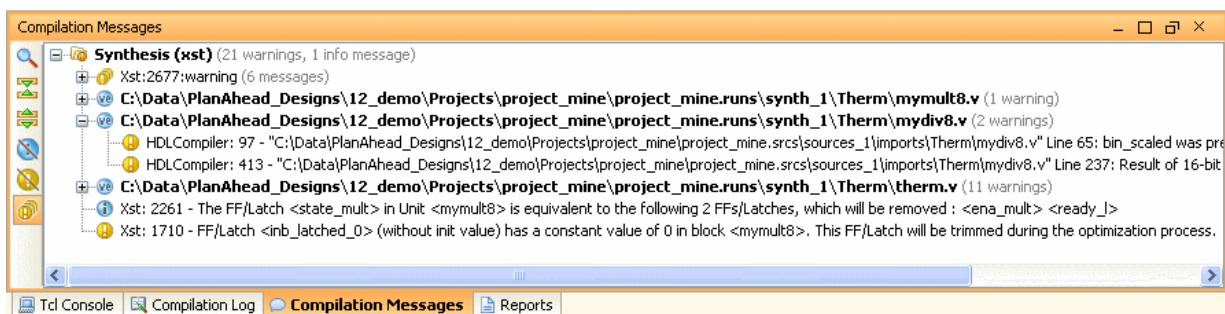 Compilation Messages
Synthesis (xst) (21 warnings, 1 info message)
Xst:2677:warning (6 messages)
C:\Data\PlanAhead_Designs\12_demo\Projects\project_mine\project_mine.runs\synth_1\Therm\mymult8.v (1 warning)
C:\Data\PlanAhead_Designs\12_demo\Projects\project_mine\project_mine.runs\synth_1\Therm\mydiv8.v (2 warnings)
HDLCompiler: 97 - "C:\Data\PlanAhead_Designs\12_demo\Projects\project_mine\project_mine.srcs\sources_1\imports\Therm\mydiv8.v" Line 65: bin_scaled was pre
HDLCompiler: 413 - "C:\Data\PlanAhead_Designs\12_demo\Projects\project_mine\project_mine.srcs\sources_1\imports\Therm\mydiv8.v" Line 237: Result of 16-bit
C:\Data\PlanAhead_Designs\12_demo\Projects\project_mine\project_mine.runs\synth_1\Therm\therm.v (11 warnings)
Xst: 2261 - The FF/Latch <state_mult> in Unit <mymult8> is equivalent to the following 2 FFs/Latches, which will be removed : <ena_mult> <ready_l>
Xst: 1710 - FF/Latch <inb_latched_0> (without init value) has a constant value of 0 in block <mymult8>. This FF/Latch will be trimmed during the optimization process.
Tcl Console Compilation Log Compilation Messages Reports